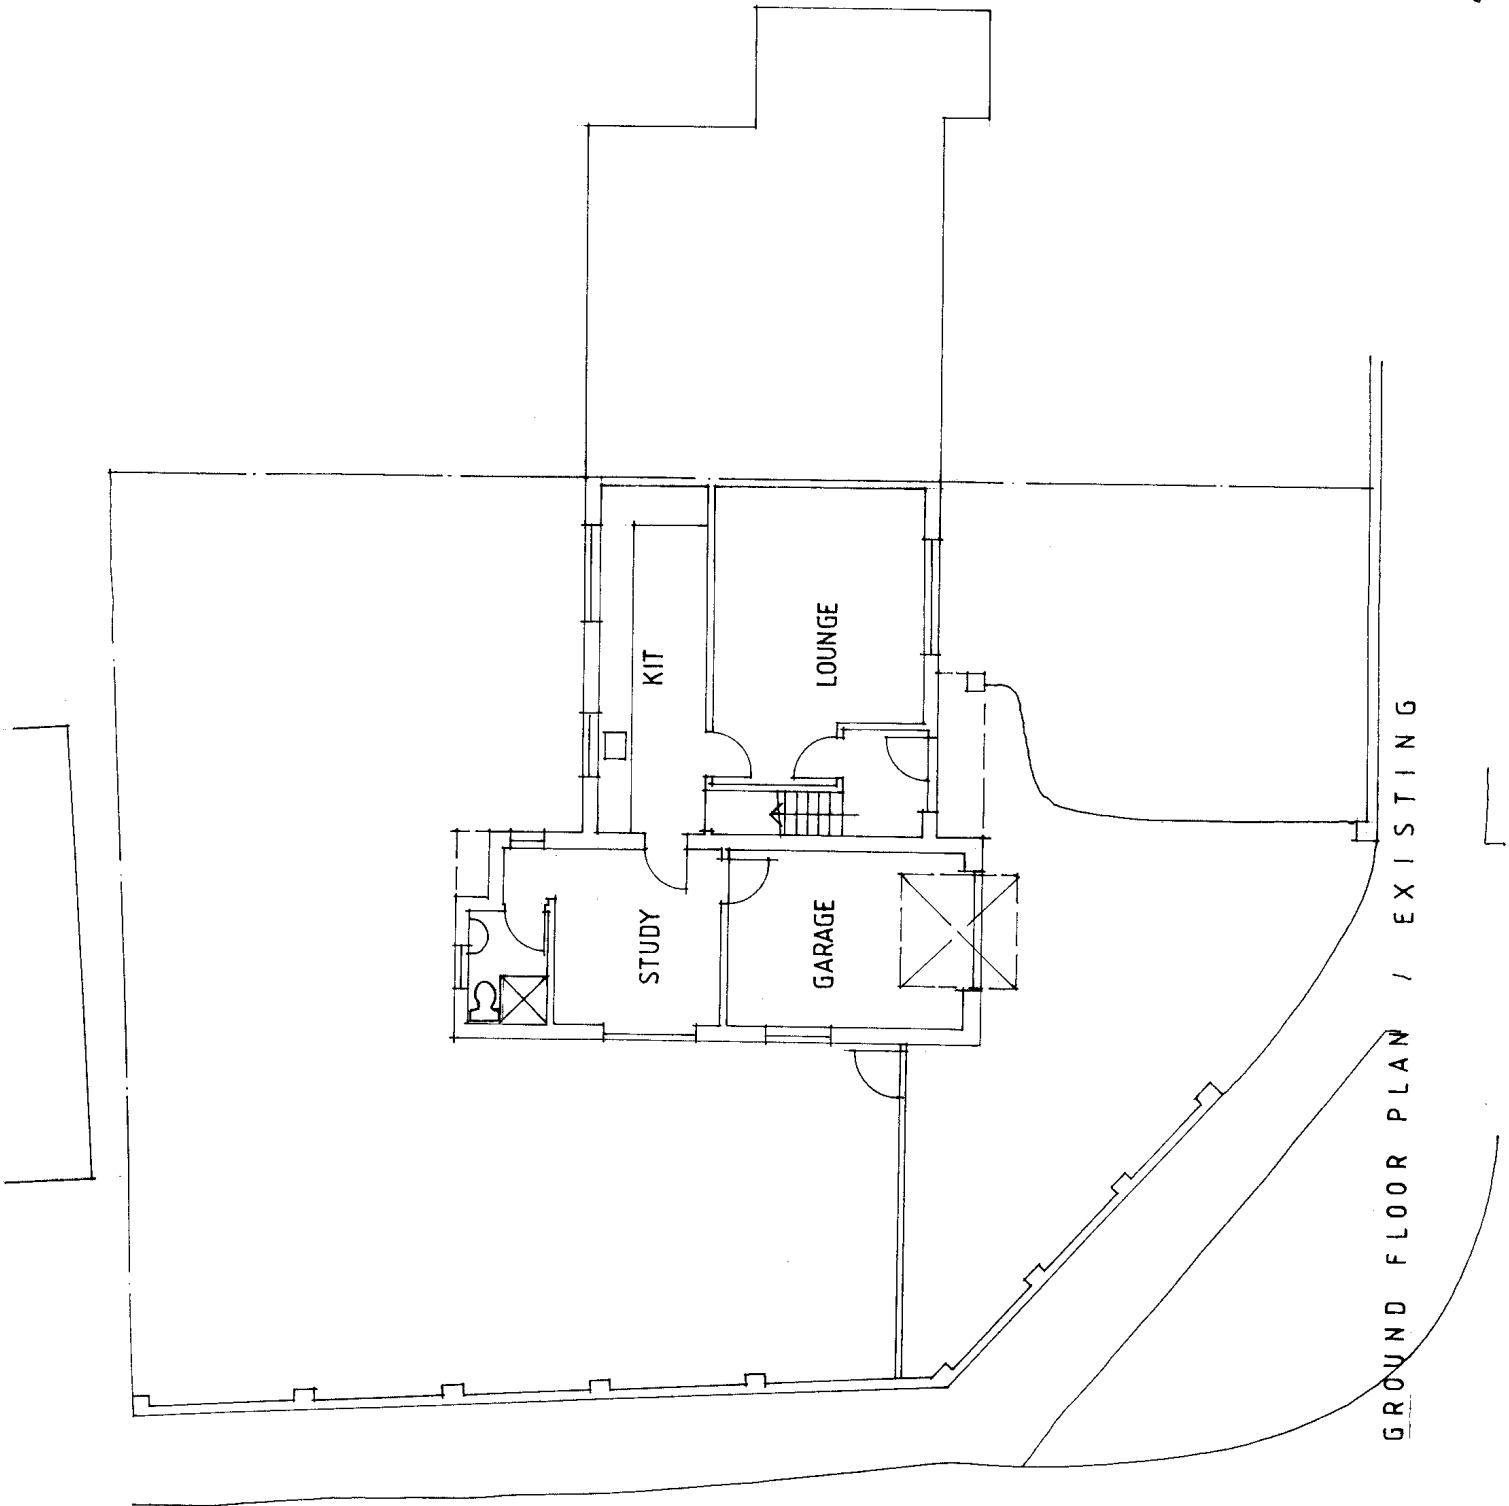 KIT
LOUNGE
STUDY
GARAGE
GROUND FLOOR PLAN / EXISTING